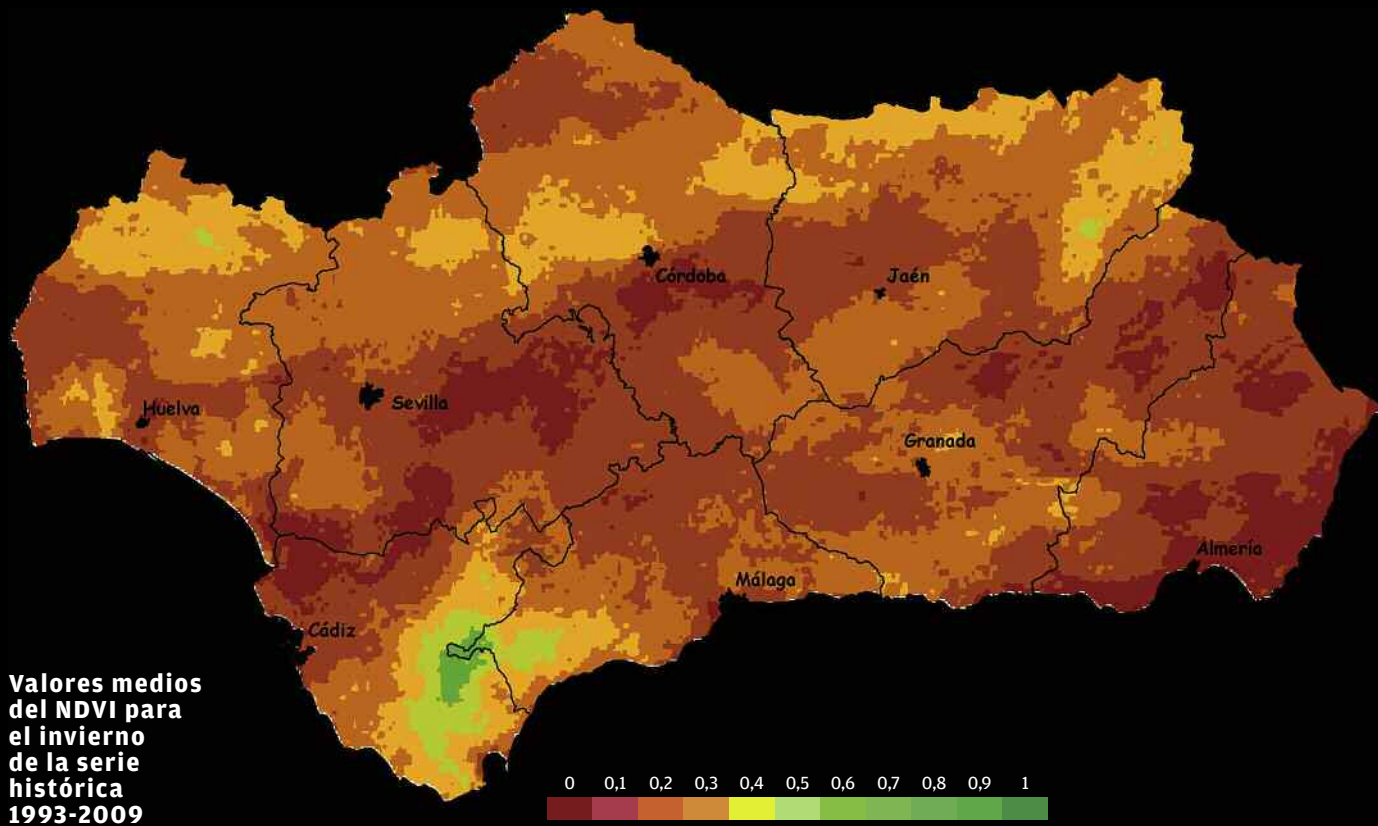 Córdoba
Jaén
Huelva
Sevilla
Granada
Almería
Málaga
Cádiz
Valores medios
del NDVI para
el invierno
de la serie
histórica
1993-2009
0 0,1 0,2 0,3 0,4 0,5 0,6 0,7 0,8 0,9 1